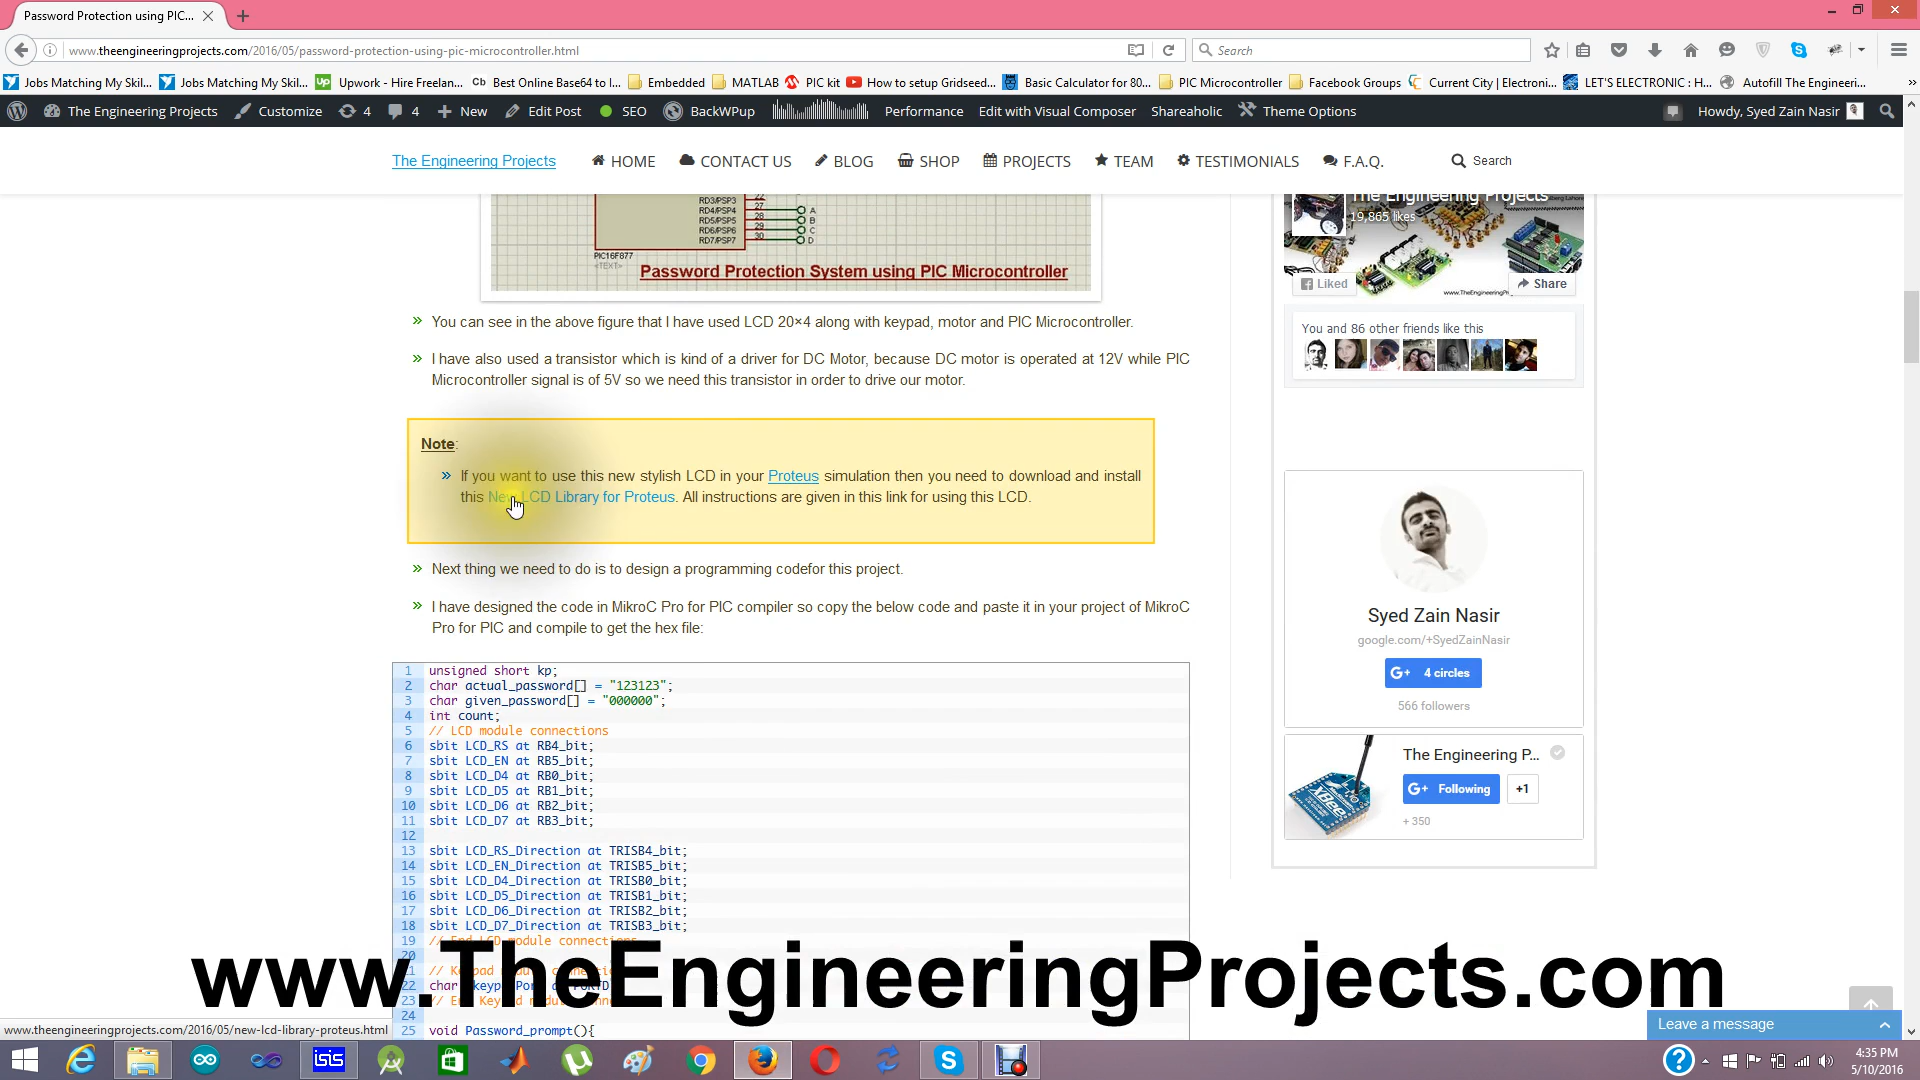 Password Protection using PIC...
www.theengineeringprojects.com/2016/05/password-protection-using-pic-microcontroller.html
Search
Jobs Matching My Skil... Jobs Matching My Skil... Upwork - Hire Freelan... Best Online Base64 to l... Embedded MATLAB PIC kit How to setup Gridseed... Basic Calculator for 80... PIC Microcontroller Facebook Groups Current City | Electroni... LET'S ELECTRONIC : H... Autofill The Engineeri...
The Engineering Projects Customize 4 4 New Edit Post SEO BackWPup Performance Edit with Visual Composer Shareaholic Theme Options Howdy, Syed Zain Nasir
The Engineering Projects HOME CONTACT US BLOG SHOP PROJECTS TEAM TESTIMONIALS F.A.Q. Search
RD3/PSP3 22
RD4/PSP4 27 A
RD5/PSP5 28 B
RD6/PSP6 29 C
RD7/PSP7 30 D
PIC16F877
<TEXT>
Password Protection System using PIC Microcontroller
You can see in the above figure that I have used LCD 20×4 along with keypad, motor and PIC Microcontroller.
I have also used a transistor which is kind of a driver for DC Motor, because DC motor is operated at 12V while PIC
Microcontroller signal is of 5V so we need this transistor in order to drive our motor.
Note:
If you want to use this new stylish LCD in your Proteus simulation then you need to download and install
this New LCD Library for Proteus. All instructions are given in this link for using this LCD.
Next thing we need to do is to design a programming codefor this project.
I have designed the code in MikroC Pro for PIC compiler so copy the below code and paste it in your project of MikroC
Pro for PIC and compile to get the hex file:
1 unsigned short kp;
2 char actual_password[] = "123123";
3 char given_password[] = "000000";
4 int count;
5 // LCD module connections
6 sbit LCD_RS at RB4_bit;
7 sbit LCD_EN at RB5_bit;
8 sbit LCD_D4 at RB0_bit;
9 sbit LCD_D5 at RB1_bit;
10 sbit LCD_D6 at RB2_bit;
11 sbit LCD_D7 at RB3_bit;
12
13 sbit LCD_RS_Direction at TRISB4_bit;
14 sbit LCD_EN_Direction at TRISB5_bit;
15 sbit LCD_D4_Direction at TRISB0_bit;
16 sbit LCD_D5_Direction at TRISB1_bit;
17 sbit LCD_D6_Direction at TRISB2_bit;
18 sbit LCD_D7_Direction at TRISB3_bit;
19 // End LCD module connections
20
22 char
23 //
24
25 void Password_prompt(){
The Engineering Projects
19,865 likes
Liked Share
You and 86 other friends like this
Syed Zain Nasir
google.com/+SyedZainNasir
G+ 4 circles
566 followers
The Engineering P...
G+ Following +1
+ 350
XBee
www.TheEngineeringProjects.com
www.theengineeringprojects.com/2016/05/new-lcd-library-proteus.html
Leave a message
isis
4:35 PM
5/10/2016